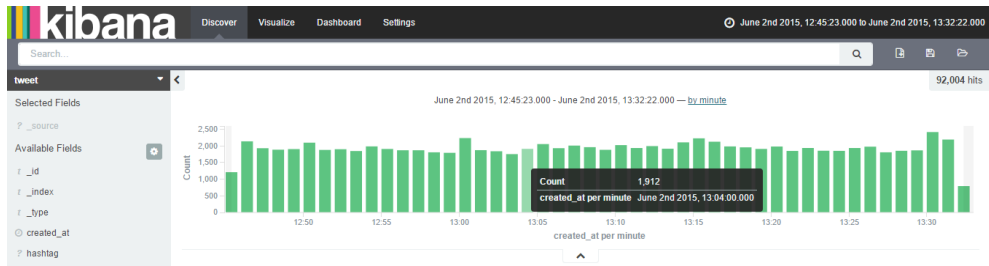 kibana Discover Visualize Dashboard Settings June 2nd 2015, 12:45:23.000 to June 2nd 2015, 13:32:22.000
Search...
tweet 92,004 hits
Selected Fields
? _source
Available Fields
t _id
t _index
t _type
created_at
? hashtag
June 2nd 2015, 12:45:23.000 - June 2nd 2015, 13:32:22.000 — by minute
Count
2,500
2,000
1,500
1,000
500
0
Count 1,912
created_at per minute June 2nd 2015, 13:04:00.000
12:50 12:55 13:00 13:05 13:10 13:15 13:20 13:25 13:30
created_at per minute